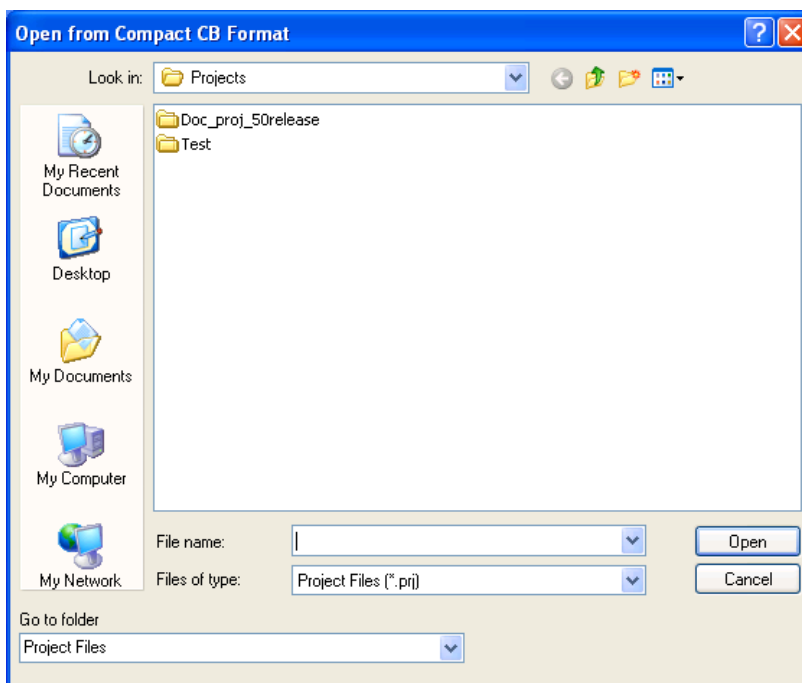 Open from Compact CB Format
Look in: Projects
Doc_proj_50release
Test
My Recent
Documents
Desktop
My Documents
My Computer
My Network
File name:
Open
Files of type: Project Files (*.prj)
Cancel
Go to folder
Project Files